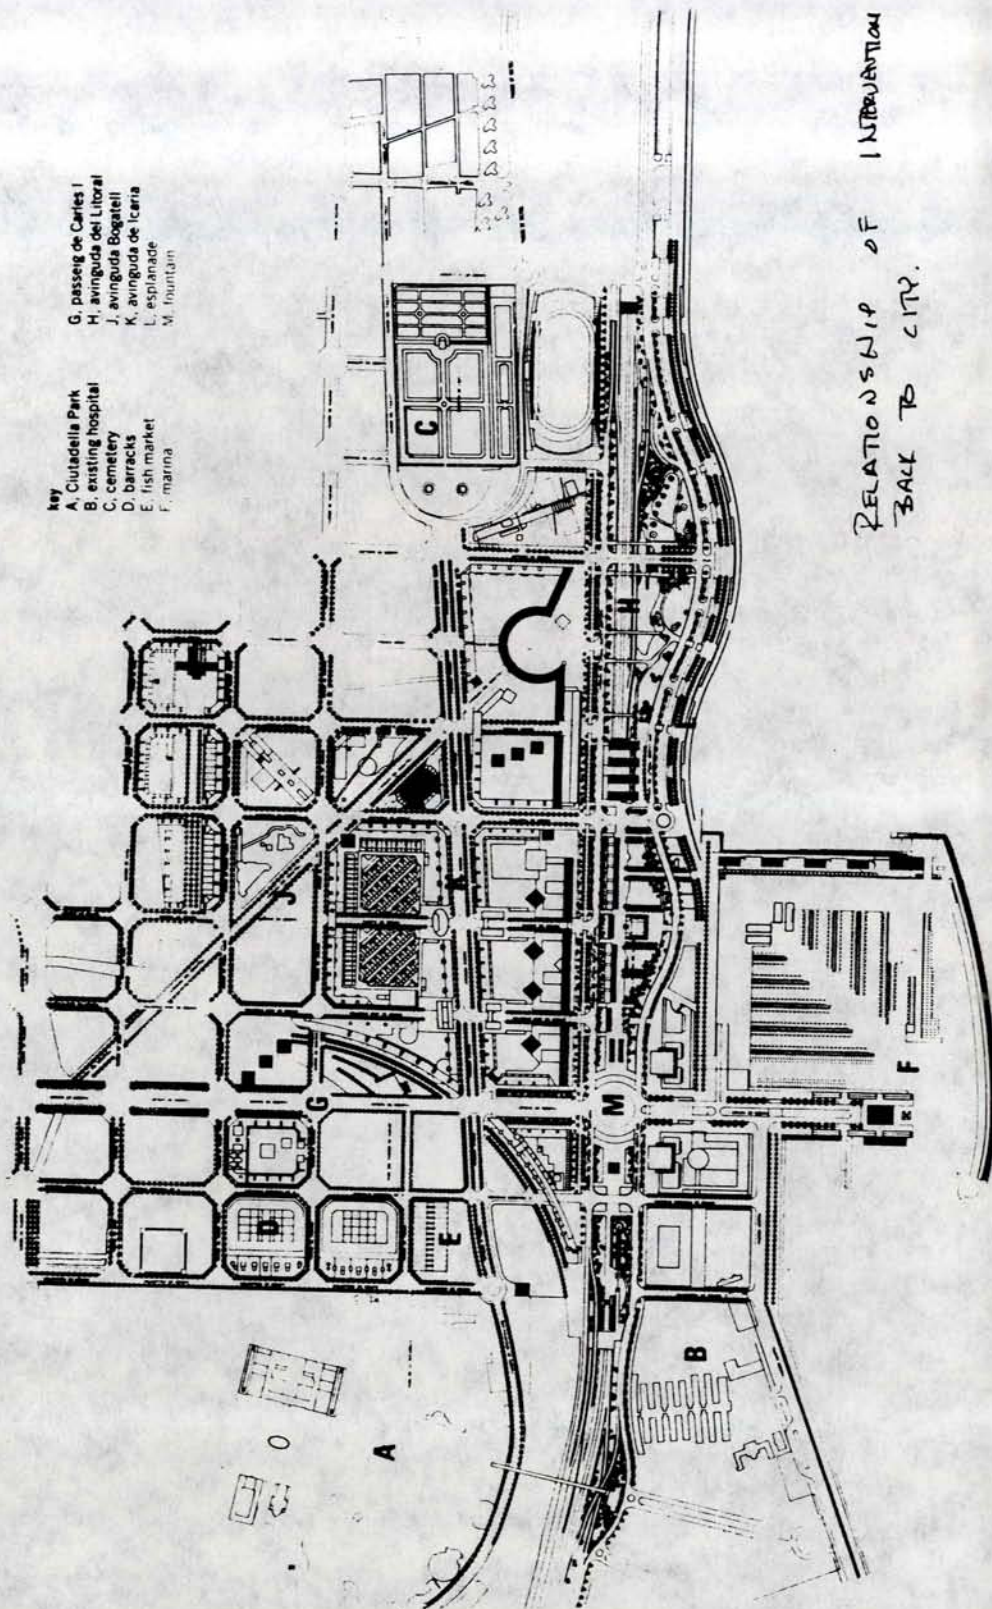 key
A, Ciutadella Park
B, existing hospital
C, cemetery
D, barracks
E, fish market
F, marina
G, passeig de Carles I
H, avinguda del Litoral
J, avinguda Bogatell
K, avinguda de Icaria
L, esplanade
M, fountain
C
H
J
K
G
M
F
D
E
A
B
RELATIONSHIP OF INTERVENTION
BACK TO CITY.